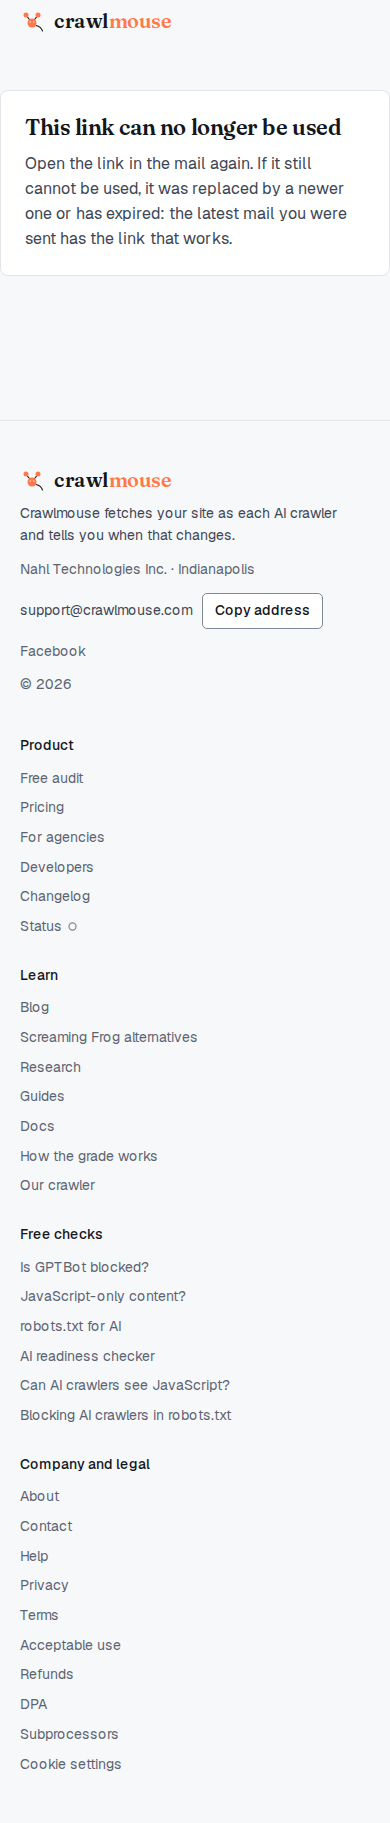 crawlmouse
This link can no longer be used
Open the link in the mail again. If it still
cannot be used, it was replaced by a newer
one or has expired: the latest mail you were
sent has the link that works.
crawlmouse
Crawlmouse fetches your site as each AI crawler
and tells you when that changes.
Nahl Technologies Inc. · Indianapolis
support@crawlmouse.com Copy address
Facebook
© 2026
Product
Free audit
Pricing
For agencies
Developers
Changelog
Status
Learn
Blog
Screaming Frog alternatives
Research
Guides
Docs
How the grade works
Our crawler
Free checks
Is GPTBot blocked?
JavaScript-only content?
robots.txt for AI
AI readiness checker
Can AI crawlers see JavaScript?
Blocking AI crawlers in robots.txt
Company and legal
About
Contact
Help
Privacy
Terms
Acceptable use
Refunds
DPA
Subprocessors
Cookie settings